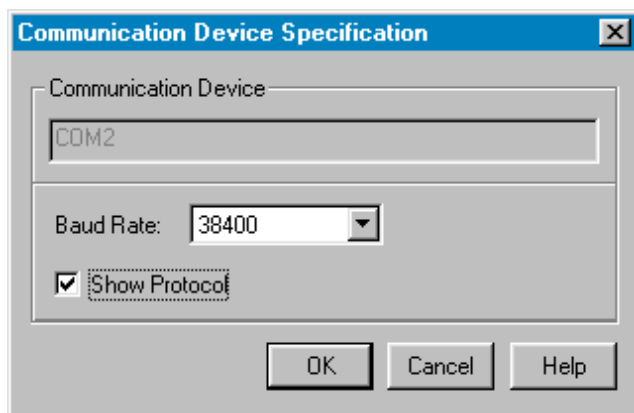 Communication Device Specification
Communication Device
COM2
Baud Rate: 38400
Show Protocol
OK Cancel Help